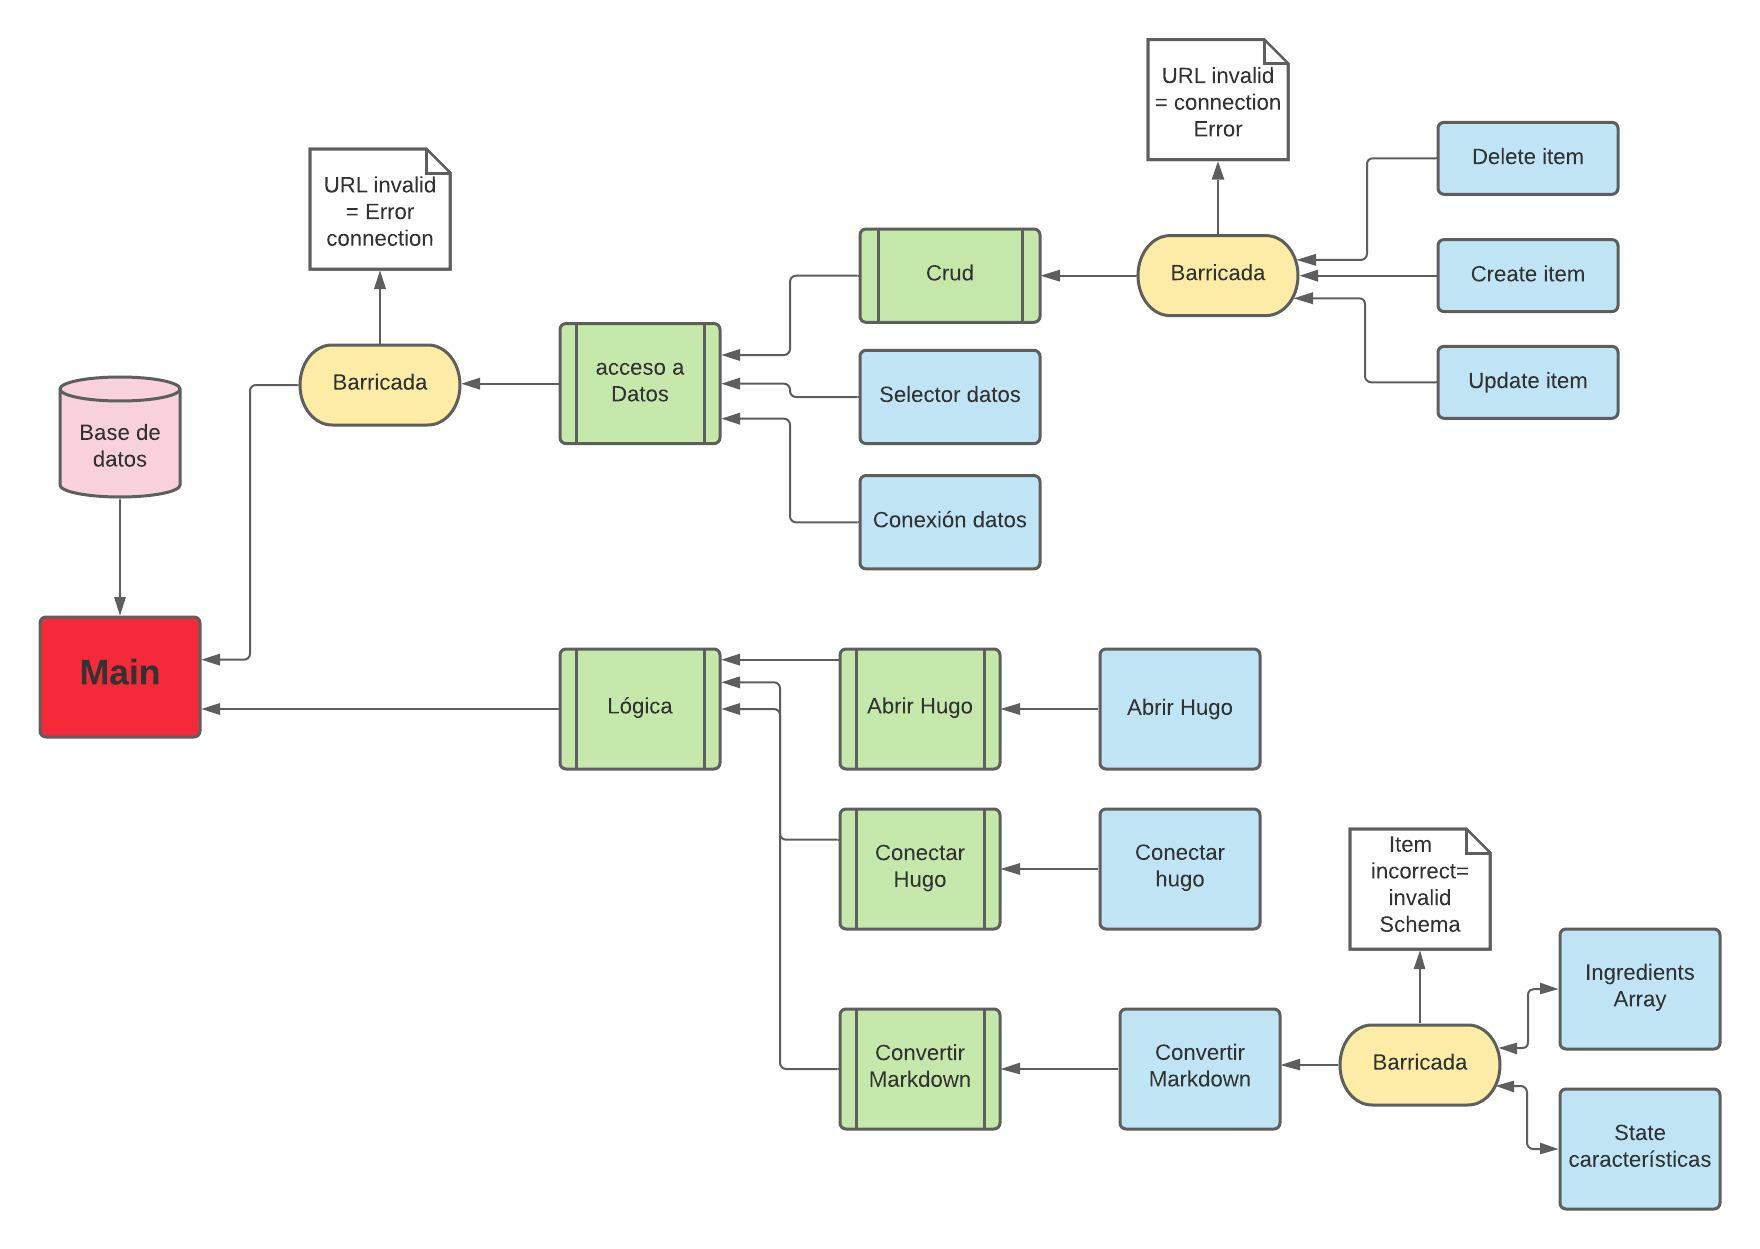 URL invalid
= connection
Error
Delete item
URL invalid
= Error
connection
Crud
Barricada
Create item
Barricada
acceso a
Datos
Selector datos
Update item
Base de
datos
Conexión datos
Main
Lógica
Abrir Hugo
Abrir Hugo
Conectar
Hugo
Conectar
hugo
Item
incorrect=
invalid
Schema
Ingredients
Array
Convertir
Markdown
Convertir
Markdown
Barricada
State
características